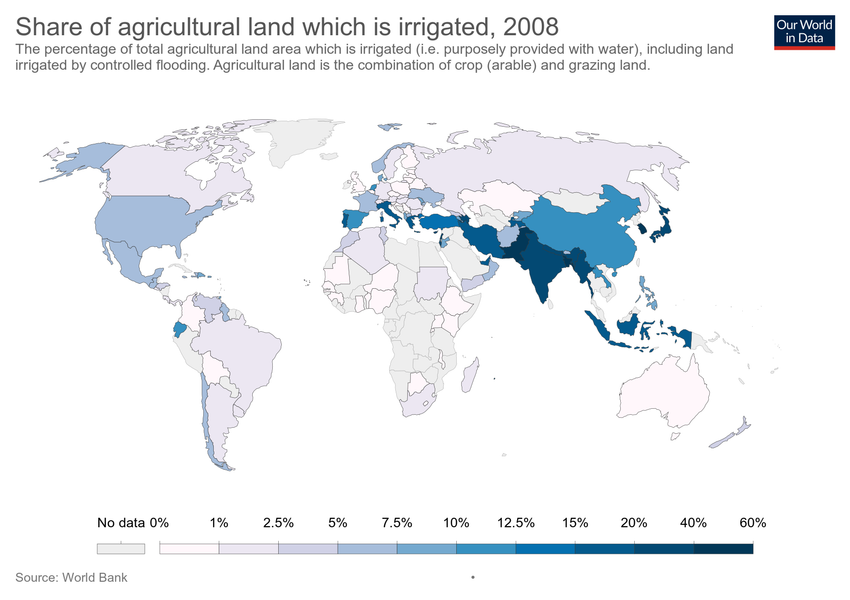 Share of agricultural land which is irrigated, 2008
Our World
in Data
The percentage of total agricultural land area which is irrigated (i.e. purposely provided with water), including land
irrigated by controlled flooding. Agricultural land is the combination of crop (arable) and grazing land.
No data 0% 1% 2.5% 5% 7.5% 10% 12.5% 15% 20% 40% 60%
Source: World Bank